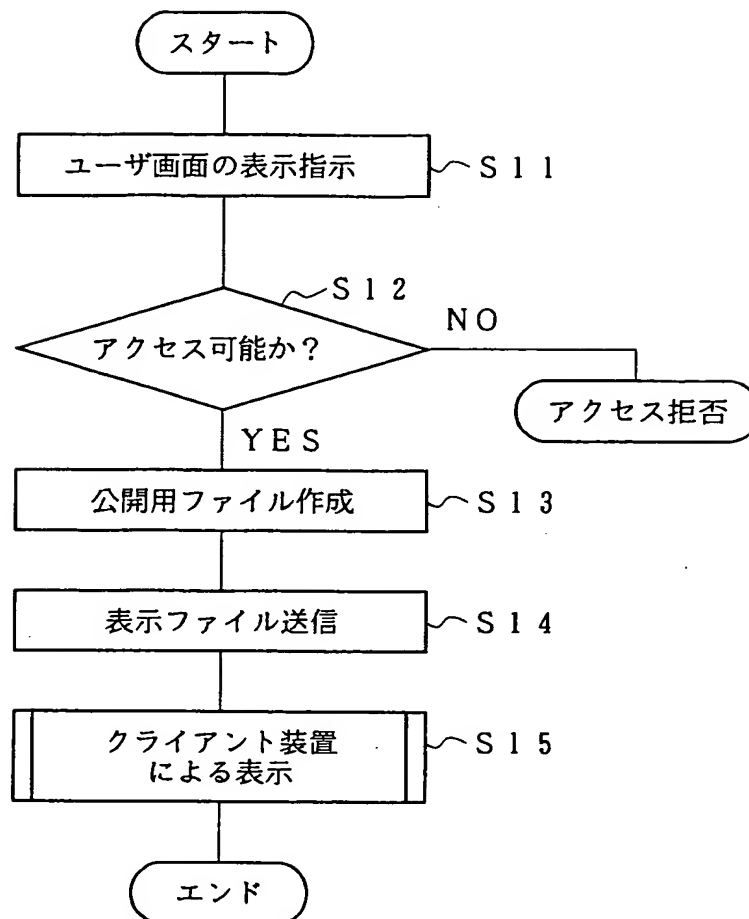 スタート
ユーザ画面の表示指示
S11
S12
アクセス可能か？
NO
アクセス拒否
YES
公開用ファイル作成
S13
表示ファイル送信
S14
クライアント装置
による表示
S15
エンド